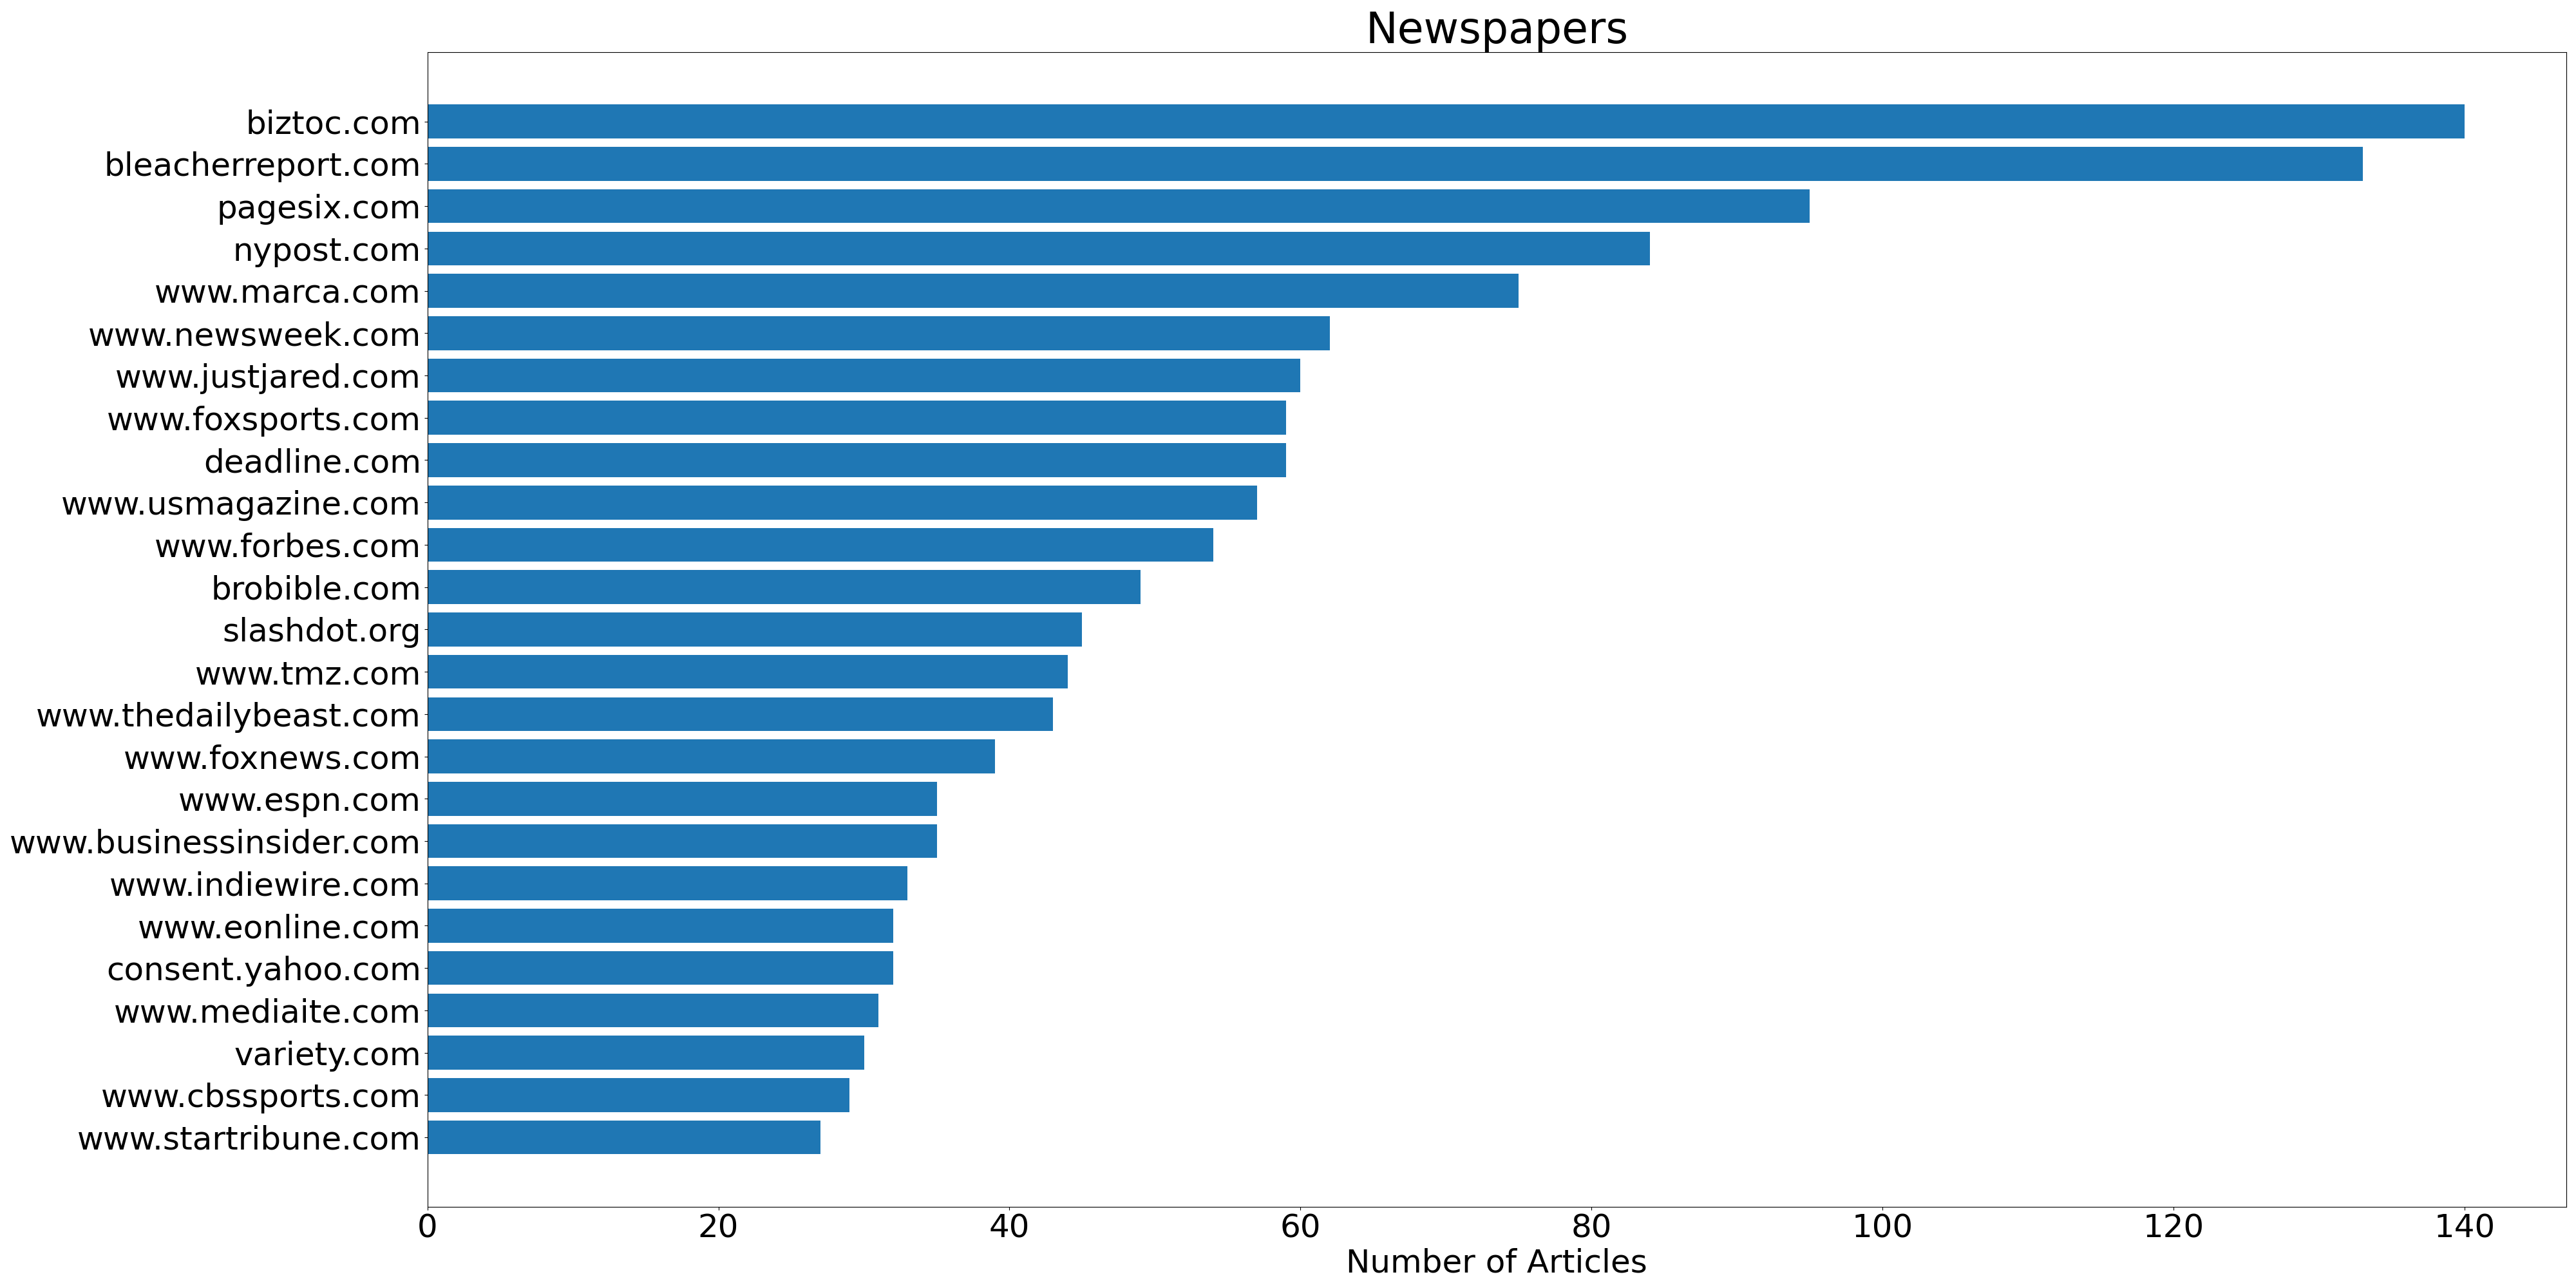 Newspapers
biztoc.com
bleacherreport.com
pagesix.com
nypost.com
www.marca.com
www.newsweek.com
www.justjared.com
www.foxsports.com
deadline.com
www.usmagazine.com
www.forbes.com
brobible.com
slashdot.org
www.tmz.com
www.thedailybeast.com
www.foxnews.com
www.espn.com
www.businessinsider.com
www.indiewire.com
www.eonline.com
consent.yahoo.com
www.mediaite.com
variety.com
www.cbssports.com
www.startribune.com
0 20 40 60 80 100 120 140
Number of Articles